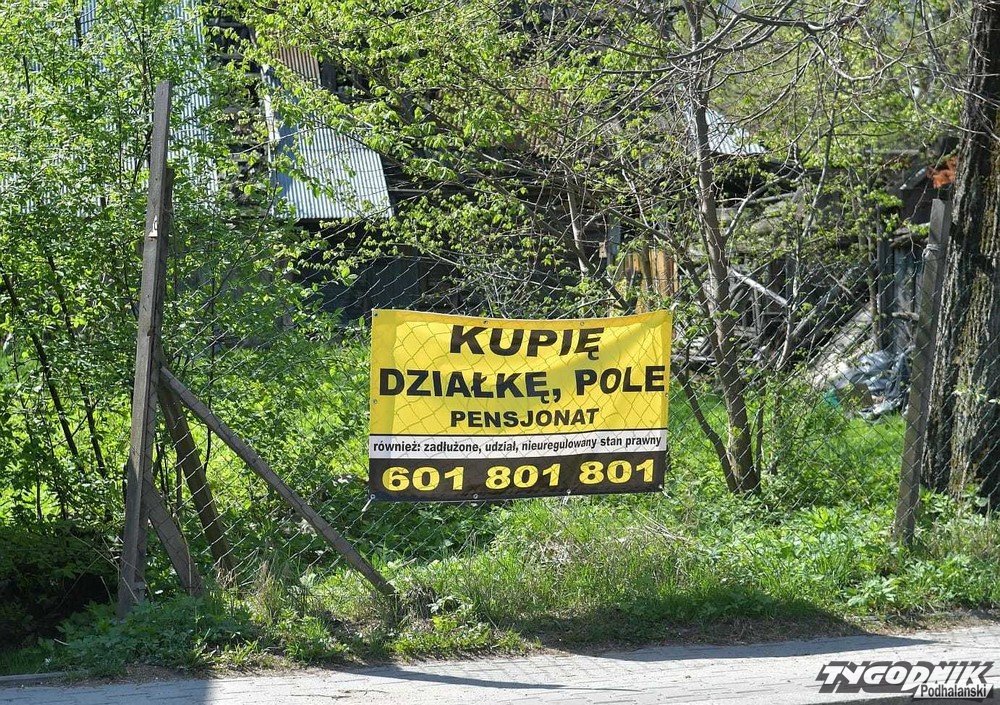 KUPIĘ
DZIAŁKĘ, POLE
PENSJONAT
również: zadłużone, udział, nieuregulowany stan prawny
601 801 801
TYGODNIK
Podhalański